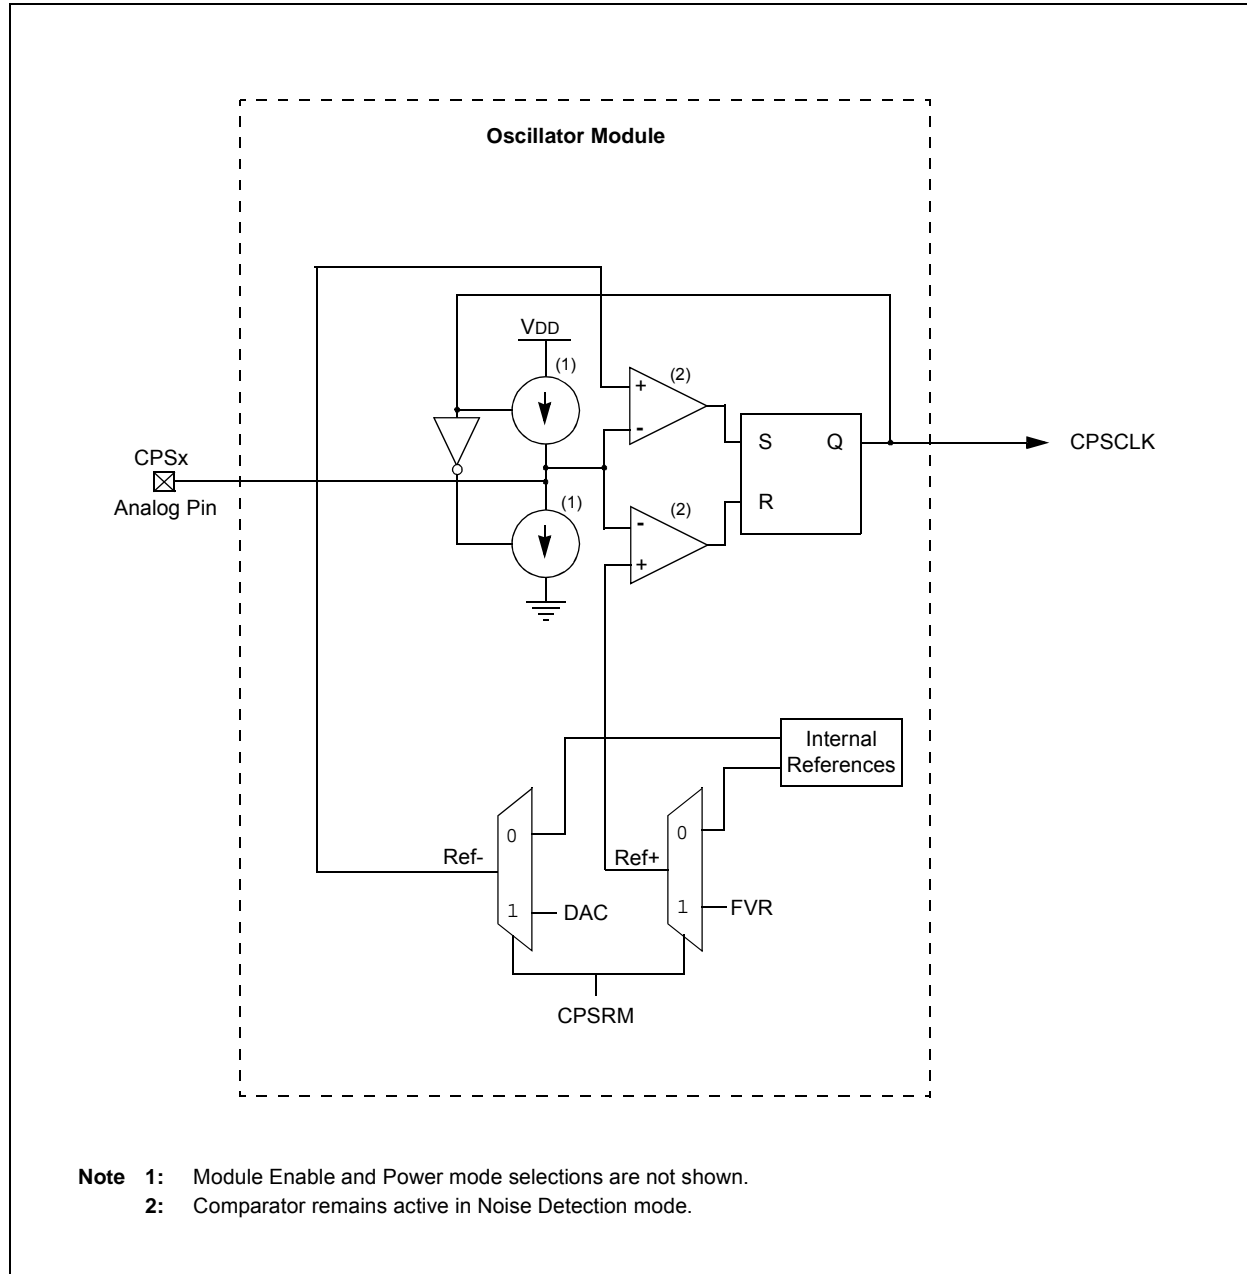 Oscillator Module
VDD
(1)
(2)
+
-
S Q
CPSCLK
CPSx
Analog Pin
(1)
(2)
R
-
+
Internal
References
0
0
Ref-
Ref+
1
DAC
1
FVR
CPSRM
Note 1: Module Enable and Power mode selections are not shown.
2: Comparator remains active in Noise Detection mode.